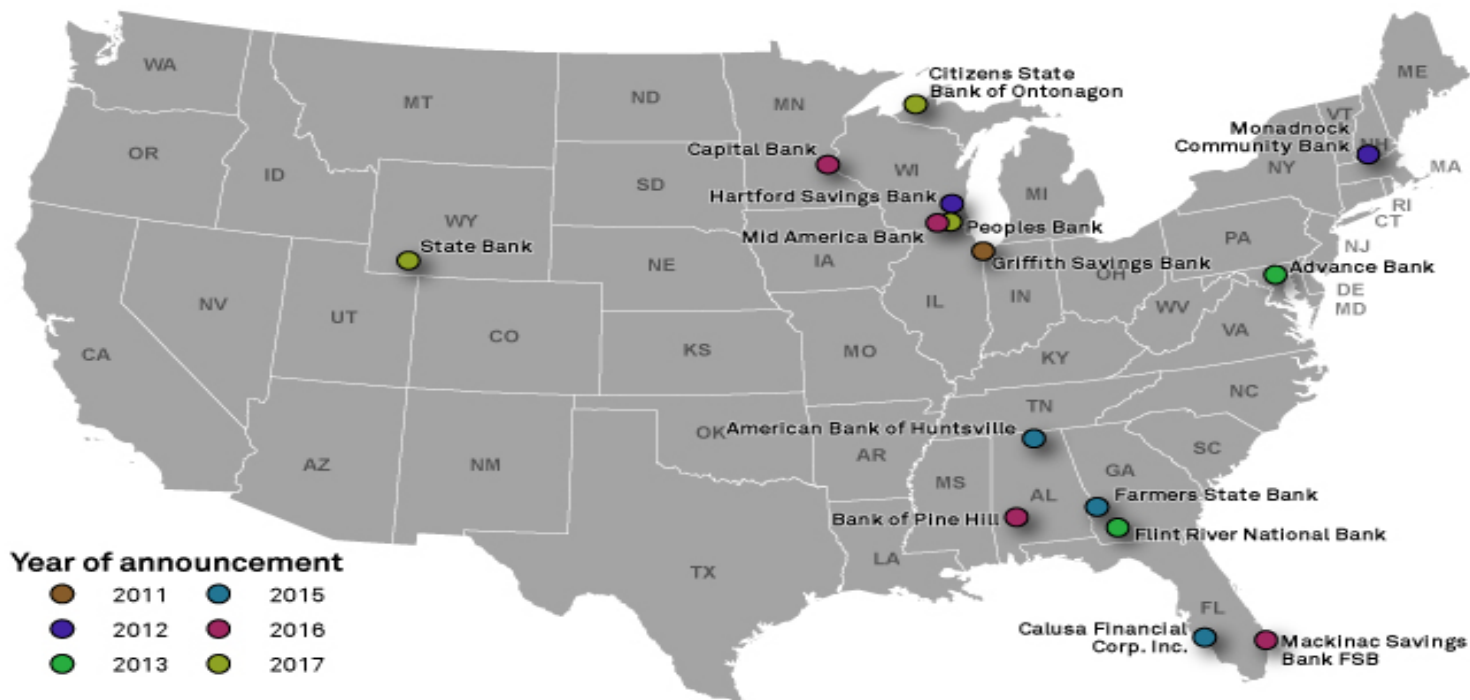 WA
MT
ND
MN
Citizens State
Bank of Ontonagon
ME
VT
Monadnock
Community Bank
NH
OR
ID
SD
Capital Bank
WI
MI
NY
MA
WY
Hartford Savings Bank
RI
CT
State Bank
Mid America Bank
Peoples Bank
PA
NJ
NE
IA
Griffith Savings Bank
OH
Advance Bank
NV
UT
CO
IL
IN
WV
DE
MD
CA
KS
MO
KY
VA
NC
TN
AZ
NM
OK
American Bank of Huntsville
AR
SC
MS
AL
GA
Farmers State Bank
Bank of Pine Hill
Flint River National Bank
TX
LA
FL
Calusa Financial
Corp. Inc.
Mackinac Savings
Bank FSB
Year of announcement
2011 2015
2012 2016
2013 2017